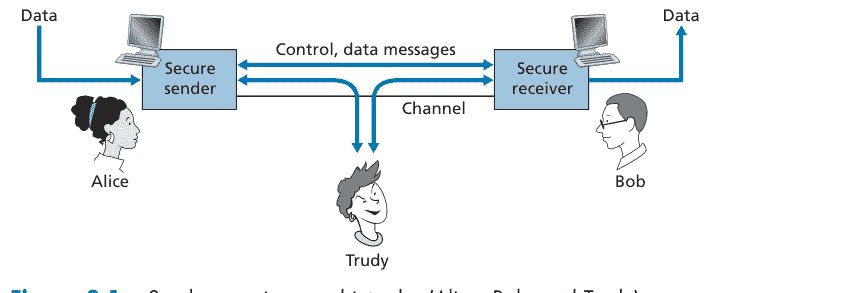 Data
Data
Control, data messages
Secure
sender
Secure
receiver
Channel
Alice
Bob
Trudy